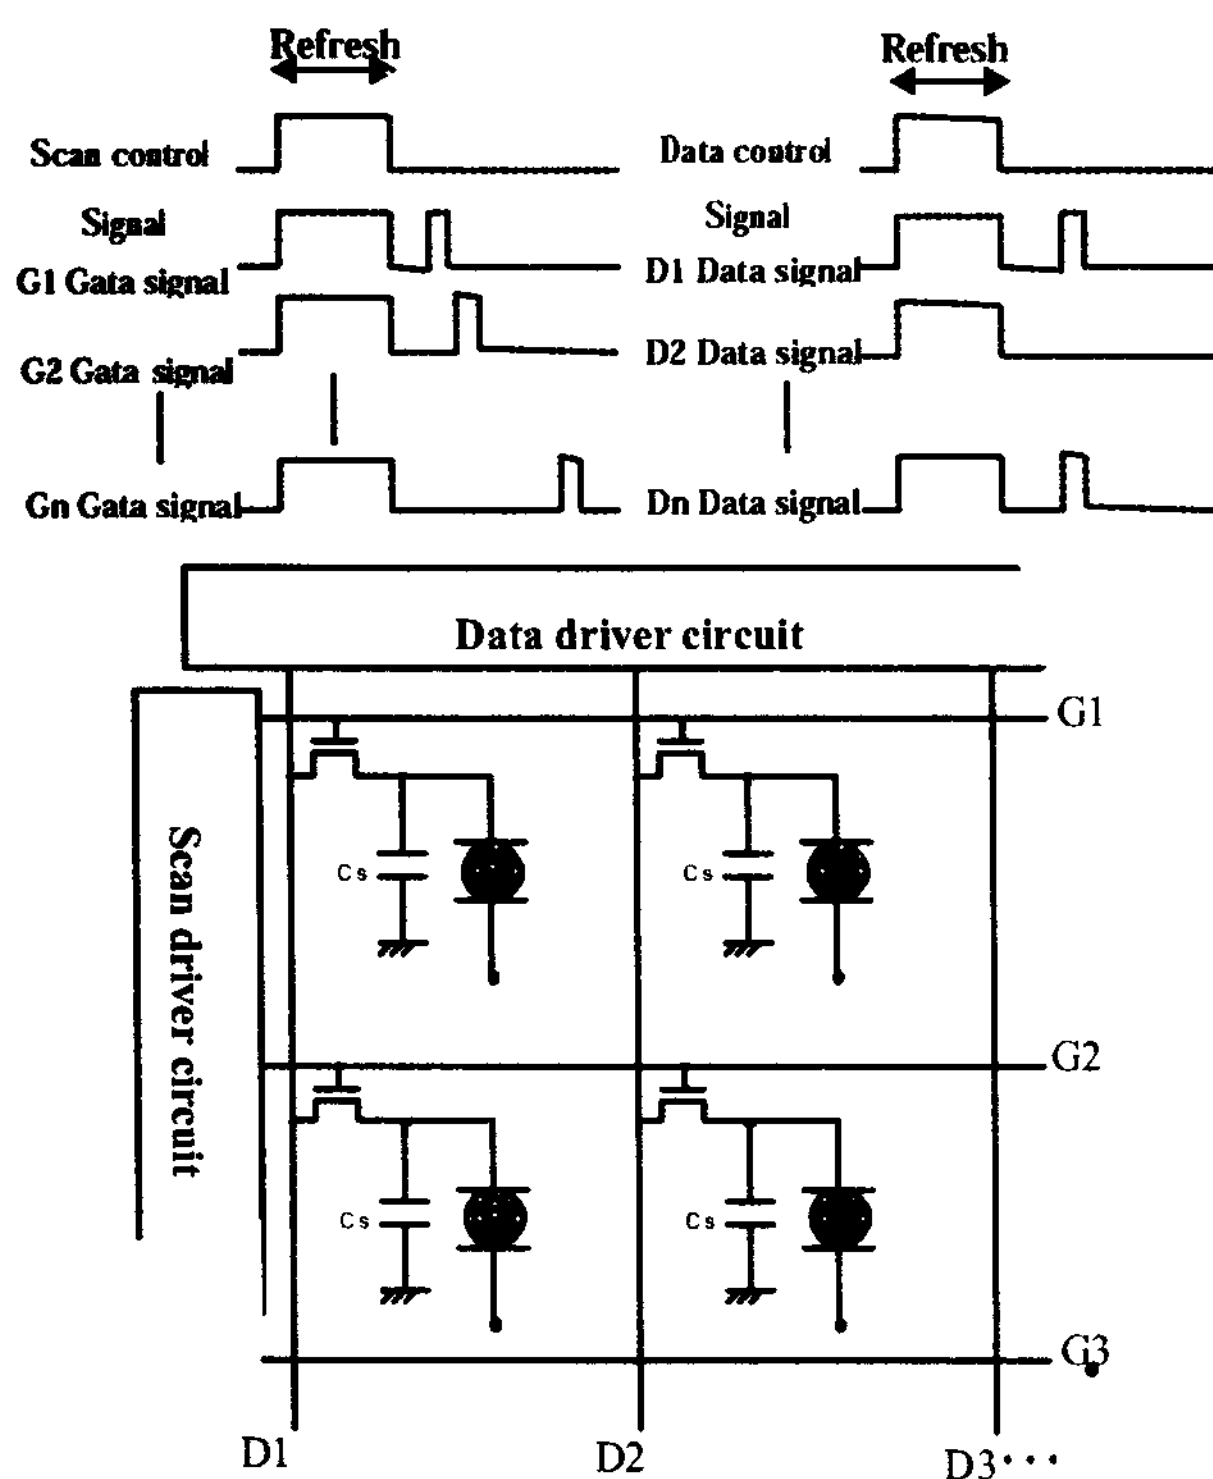 Refresh
Refresh
Scan control
Data control
Signal
Signal
G1 Gata signal
D1 Data signal
G2 Gata signal
D2 Data signal
Gn Gata signal
Dn Data signal
Data driver circuit
G1
Scan driver circuit
Cs
Cs
G2
Cs
Cs
G3
D1
D2
D3···